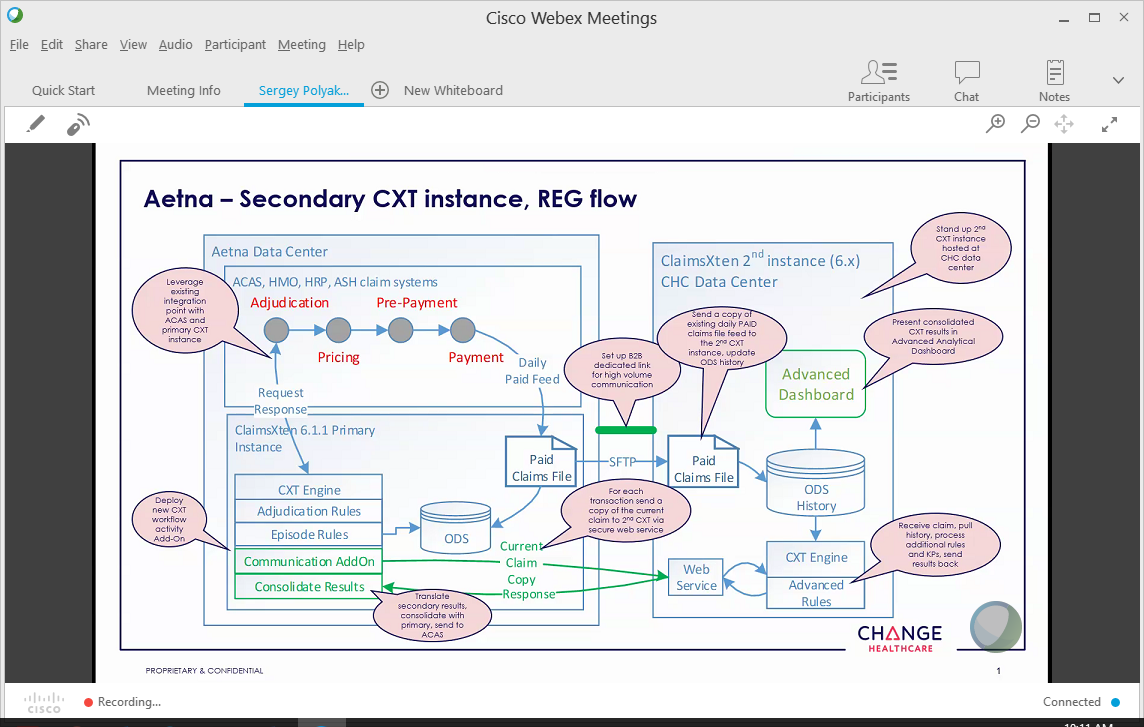 Cisco Webex Meetings
File Edit Share View Audio Participant Meeting Help
Quick Start
Meeting Info
Sergey Polyak...
New Whiteboard
Participants
Chat
Notes
Aetna – Secondary CXT instance, REG flow
Aetna Data Center
ACAS, HMO, HRP, ASH claim systems
Adjudication
Pre-Payment
Pricing
Payment
Leverage
existing
integration
point with
ACAS and
primary CXT
instance
Daily
Paid Feed
Request
Response
ClaimsXten 6.1.1 Primary
Instance
CXT Engine
Adjudication Rules
Episode Rules
Communication AddOn
Consolidate Results
Deploy
new CXT
workflow
activity
Add-On
ODS
Paid
Claims File
SFTP
Set up B2B
dedicated link
for high volume
communication
For each
transaction send a
copy of the current
claim to 2nd CXT via
secure web service
Current
Claim
Copy
Response
Translate
secondary results,
consolidate with
primary, send to
ACAS
ClaimsXten 2nd instance (6.x)
CHC Data Center
Stand up 2nd
CXT instance
hosted at
CHC data
center
Send a copy of
existing daily PAID
claims file feed to
the 2nd CXT
instance, update
ODS history
Present consolidated
CXT results in
Advanced Analytical
Dashboard
Advanced
Dashboard
Paid
Claims File
ODS
History
Receive claim, pull
history, process
additional rules
and KPs, send
results back
Web
Service
CXT Engine
Advanced
Rules
CHANGE
HEALTHCARE
PROPRIETARY & CONFIDENTIAL
1
cisco
Recording...
Connected